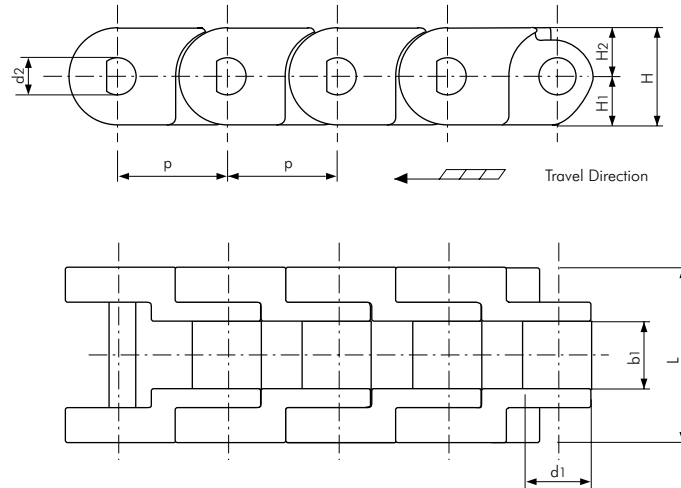 d2
H2
H1
H
p
p
Travel Direction
b1
L
d1